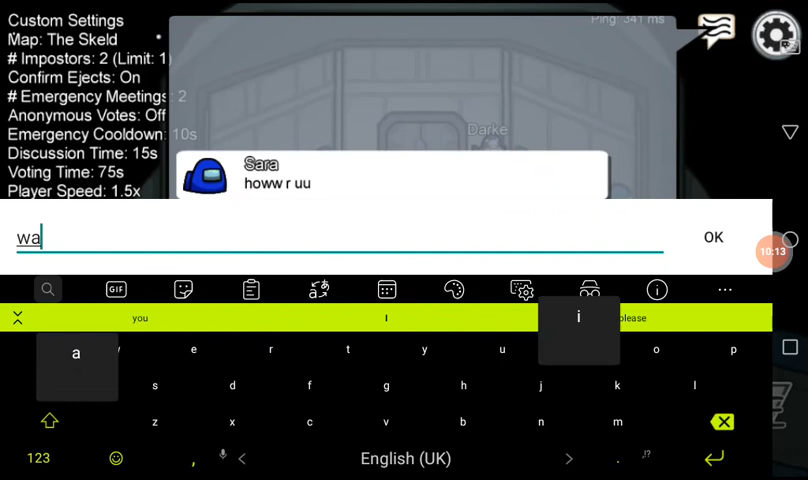 Custom Settings
Map: The Skeld
# Impostors: 2 (Limit: 1)
Confirm Ejects: On
# Emergency Meetings: 2
Anonymous Votes: Off
Emergency Cooldown: 10s
Discussion Time: 15s
Voting Time: 75s
Player Speed: 1.5x
Ping: 341 ms
Darke
Sara
howw r uu
wa
OK
10:13
GIF
you I please
a i
w e r t y u o p
s d f g h j k l
z x c v b n m
123 , < English (UK) > . ,!?